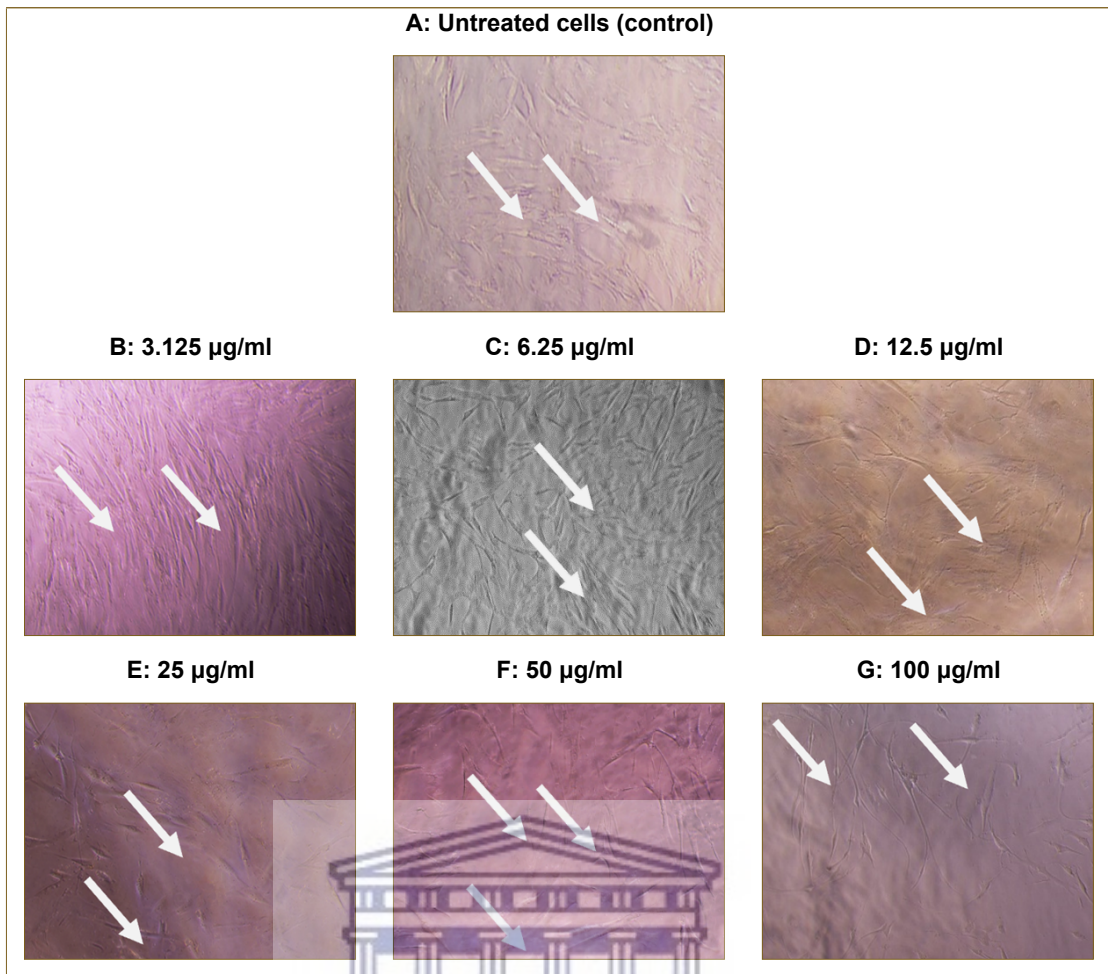 A: Untreated cells (control)
B: 3.125 µg/ml
C: 6.25 µg/ml
D: 12.5 µg/ml
E: 25 µg/ml
F: 50 µg/ml
G: 100 µg/ml